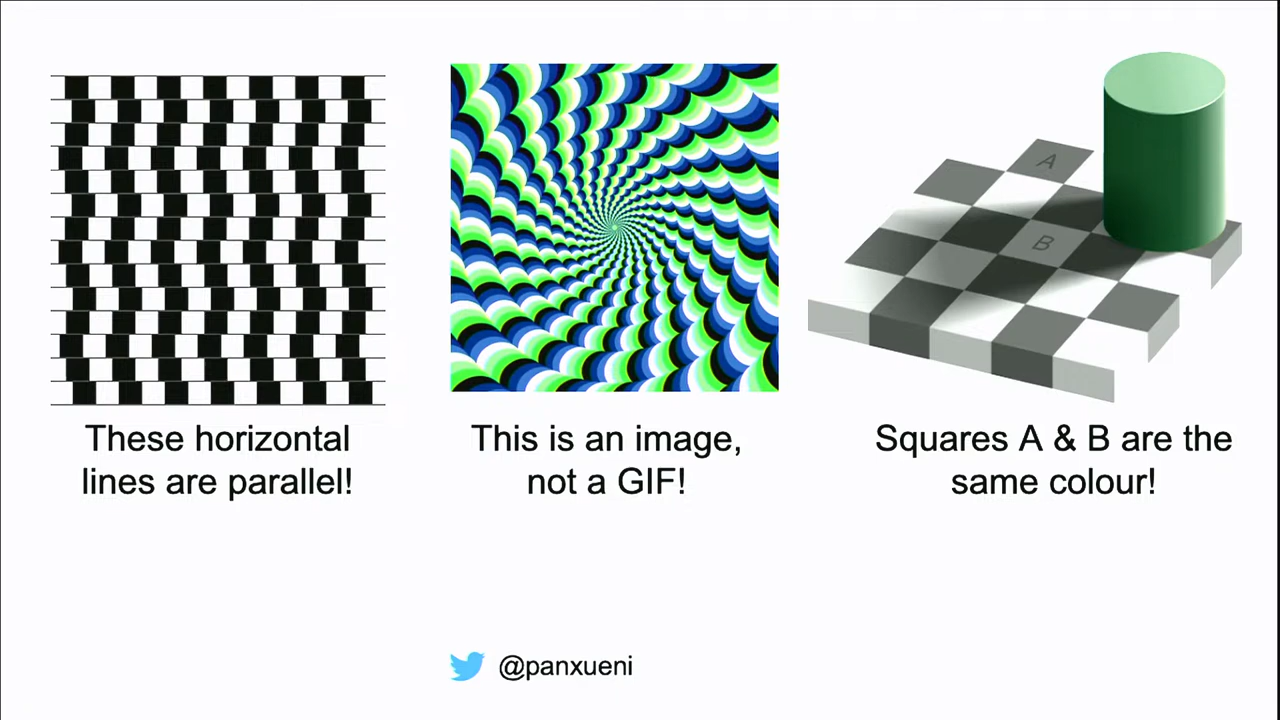 A
B
These horizontal
lines are parallel!
This is an image,
not a GIF!
Squares A & B are the
same colour!
@panxueni